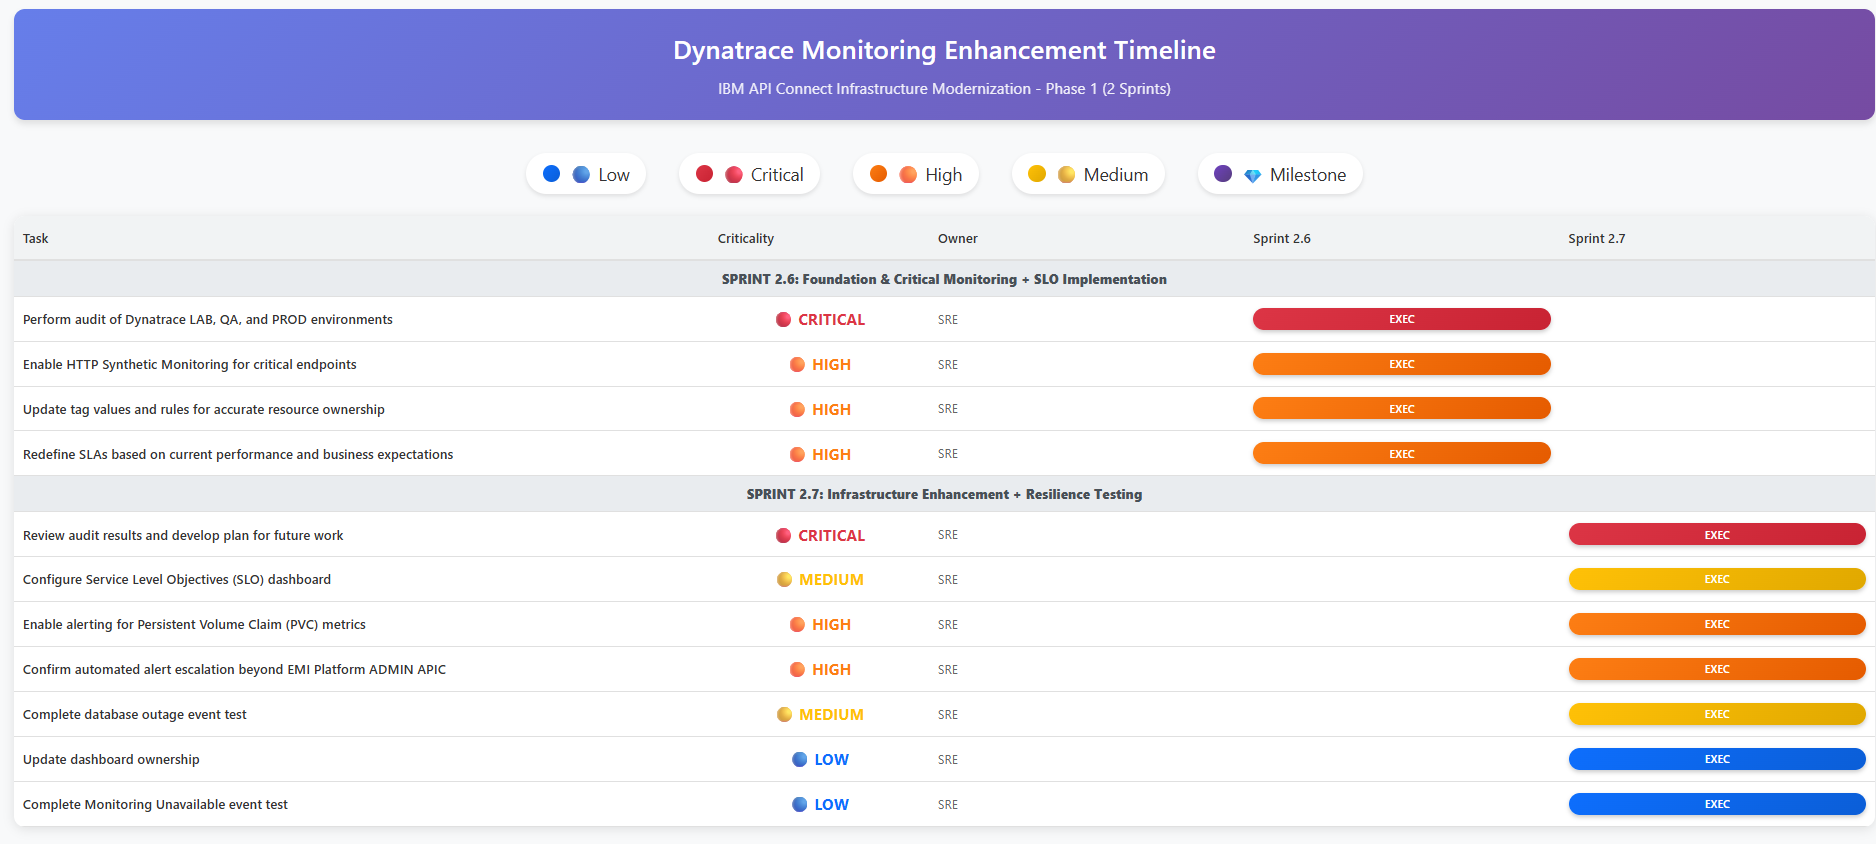 Dynatrace Monitoring Enhancement Timeline
IBM API Connect Infrastructure Modernization - Phase 1 (2 Sprints)
Low Critical High Medium Milestone
Task Criticality Owner Sprint 2.6 Sprint 2.7
SPRINT 2.6: Foundation & Critical Monitoring + SLO Implementation
Perform audit of Dynatrace LAB, QA, and PROD environments CRITICAL SRE EXEC
Enable HTTP Synthetic Monitoring for critical endpoints HIGH SRE EXEC
Update tag values and rules for accurate resource ownership HIGH SRE EXEC
Redefine SLAs based on current performance and business expectations HIGH SRE EXEC
SPRINT 2.7: Infrastructure Enhancement + Resilience Testing
Review audit results and develop plan for future work CRITICAL SRE EXEC
Configure Service Level Objectives (SLO) dashboard MEDIUM SRE EXEC
Enable alerting for Persistent Volume Claim (PVC) metrics HIGH SRE EXEC
Confirm automated alert escalation beyond EMI Platform ADMIN APIC HIGH SRE EXEC
Complete database outage event test MEDIUM SRE EXEC
Update dashboard ownership LOW SRE EXEC
Complete Monitoring Unavailable event test LOW SRE EXEC